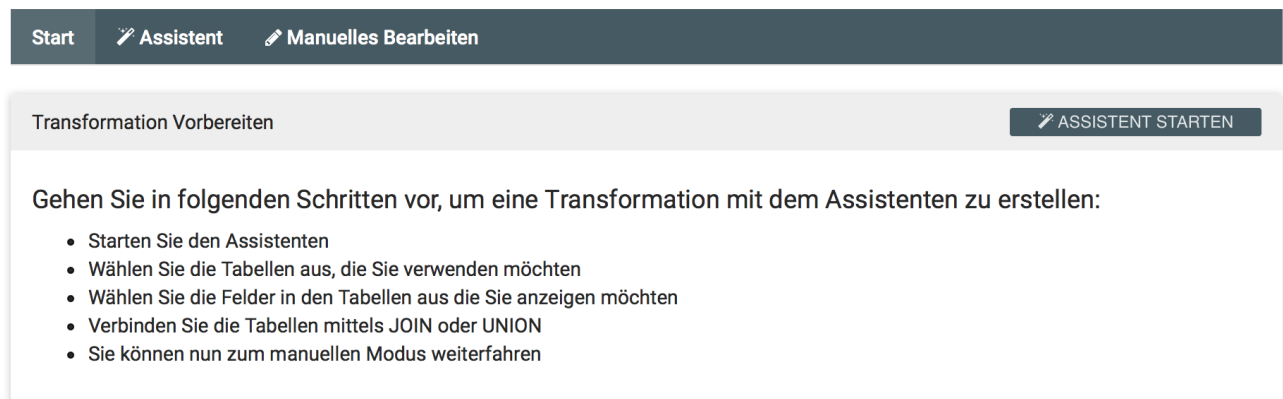 Start Assistent Manuelles Bearbeiten
Transformation Vorbereiten ASSISTENT STARTEN
Gehen Sie in folgenden Schritten vor, um eine Transformation mit dem Assistenten zu erstellen:
• Starten Sie den Assistenten
• Wählen Sie die Tabellen aus, die Sie verwenden möchten
• Wählen Sie die Felder in den Tabellen aus die Sie anzeigen möchten
• Verbinden Sie die Tabellen mittels JOIN oder UNION
• Sie können nun zum manuellen Modus weiterfahren